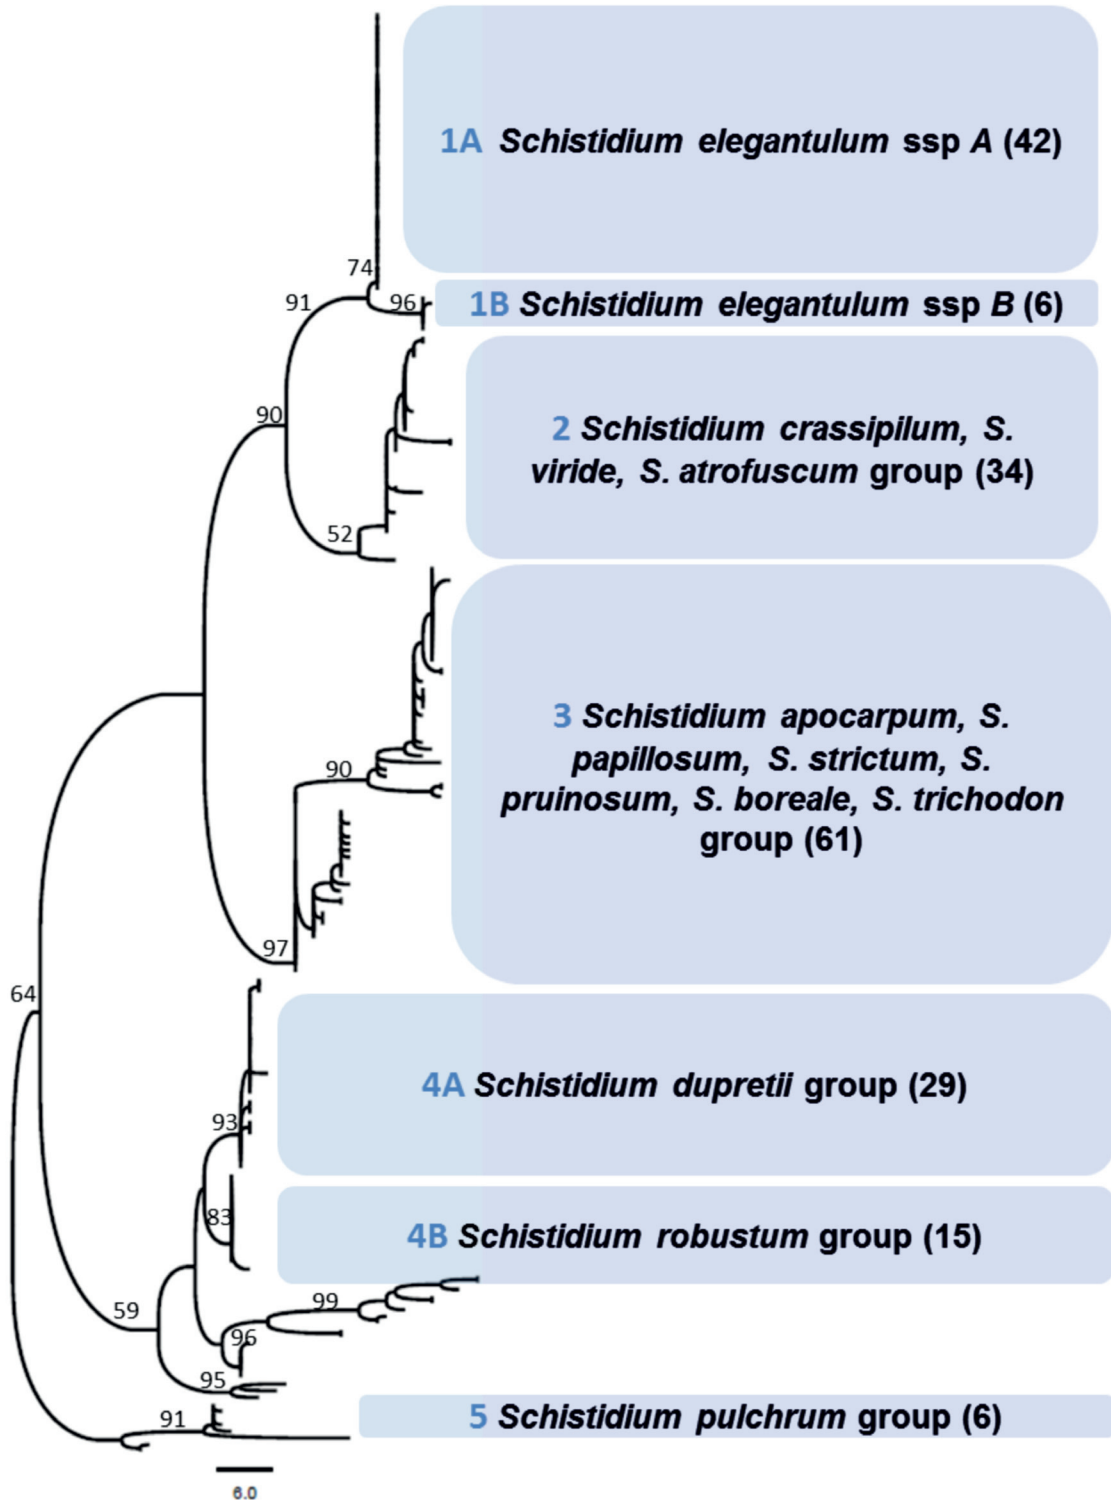 1A Schistidium elegantulum ssp A (42)
74
91
96
1B Schistidium elegantulum ssp B (6)
90
2 Schistidium crassipilum, S.
viride, S. atrofuscum group (34)
52
3 Schistidium apocarpum, S.
papillosum, S. strictum, S.
pruinosum, S. boreale, S. trichodon
group (61)
90
97
64
4A Schistidium dupretii group (29)
93
83
4B Schistidium robustum group (15)
99
59
96
95
91
5 Schistidium pulchrum group (6)
6.0